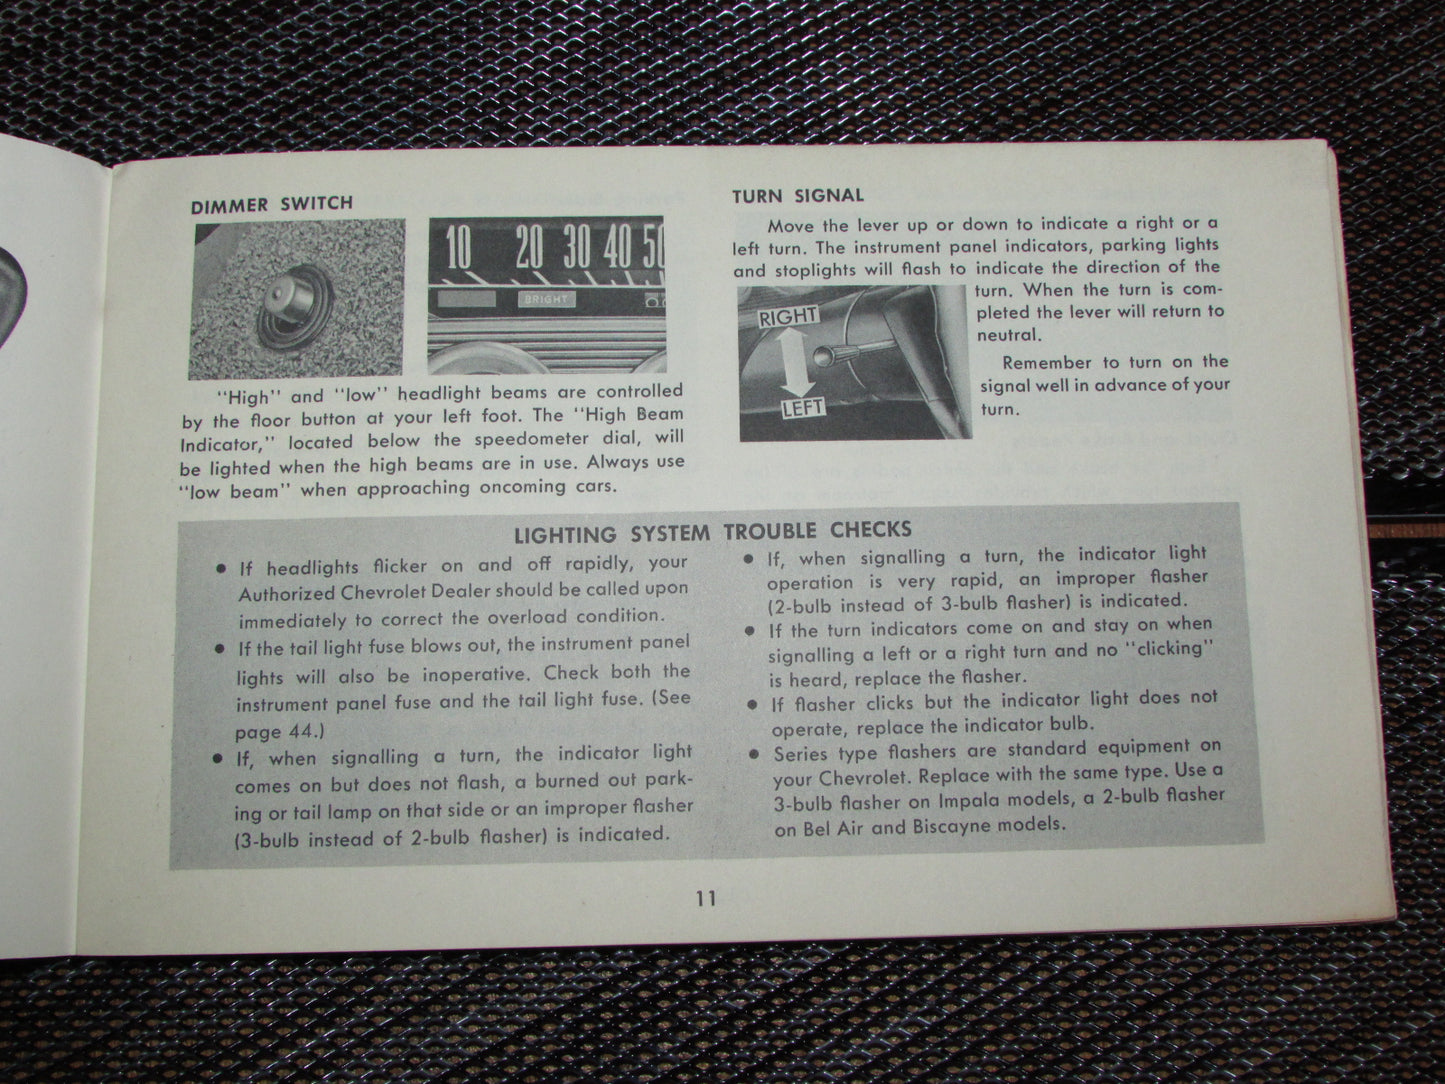 DIMMER SWITCH
10 20 30 40 50
BRIGHT
"High" and "low" headlight beams are controlled
by the floor button at your left foot. The "High Beam
Indicator," located below the speedometer dial, will
be lighted when the high beams are in use. Always use
"low beam" when approaching oncoming cars.
TURN SIGNAL
Move the lever up or down to indicate a right or a
left turn. The instrument panel indicators, parking lights
and stoplights will flash to indicate the direction of the
turn. When the turn is com-
pleted the lever will return to
neutral.
Remember to turn on the
signal well in advance of your
turn.
RIGHT
LEFT
LIGHTING SYSTEM TROUBLE CHECKS
● If headlights flicker on and off rapidly, your
Authorized Chevrolet Dealer should be called upon
immediately to correct the overload condition.
● If the tail light fuse blows out, the instrument panel
lights will also be inoperative. Check both the
instrument panel fuse and the tail light fuse. (See
page 44.)
● If, when signalling a turn, the indicator light
comes on but does not flash, a burned out park-
ing or tail lamp on that side or an improper flasher
(3-bulb instead of 2-bulb flasher) is indicated.
● If, when signalling a turn, the indicator light
operation is very rapid, an improper flasher
(2-bulb instead of 3-bulb flasher) is indicated.
● If the turn indicators come on and stay on when
signalling a left or a right turn and no "clicking"
is heard, replace the flasher.
● If flasher clicks but the indicator light does not
operate, replace the indicator bulb.
● Series type flashers are standard equipment on
your Chevrolet. Replace with the same type. Use a
3-bulb flasher on Impala models, a 2-bulb flasher
on Bel Air and Biscayne models.
11